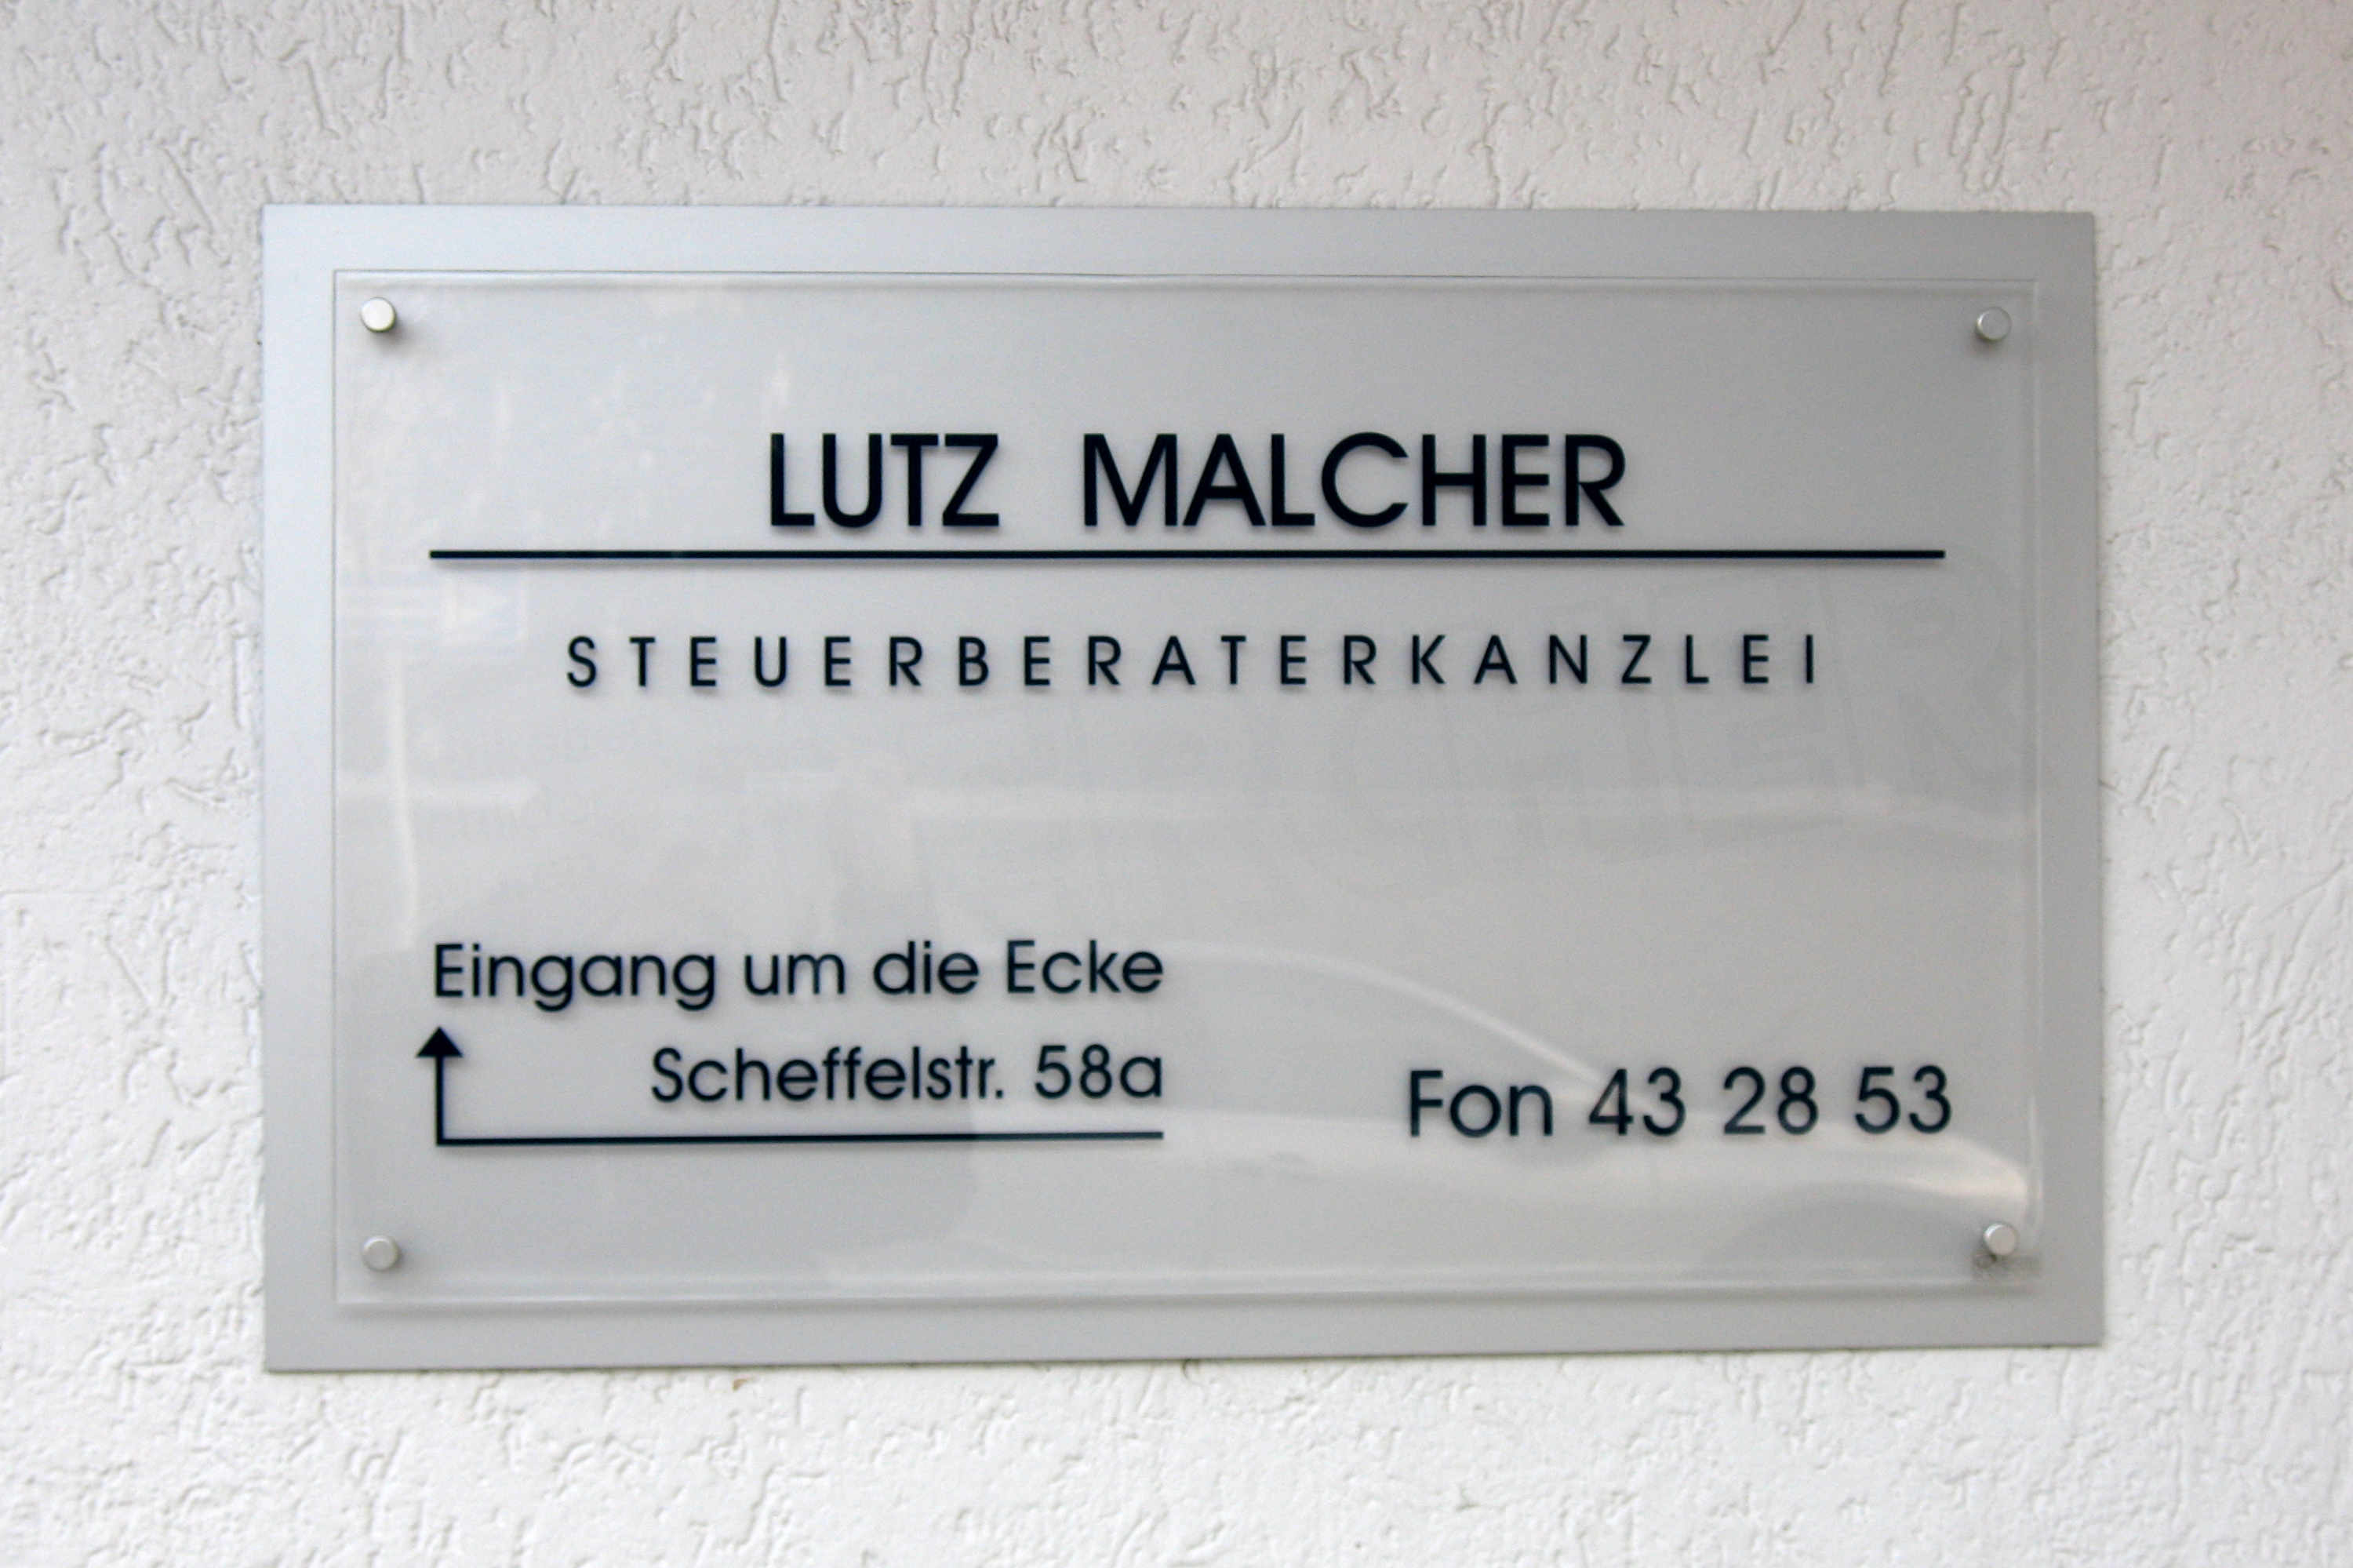 LUTZ MALCHER
STEUERBERATERKANZLEI
Eingang um die Ecke
Scheffelstr. 58a
Fon 43 28 53